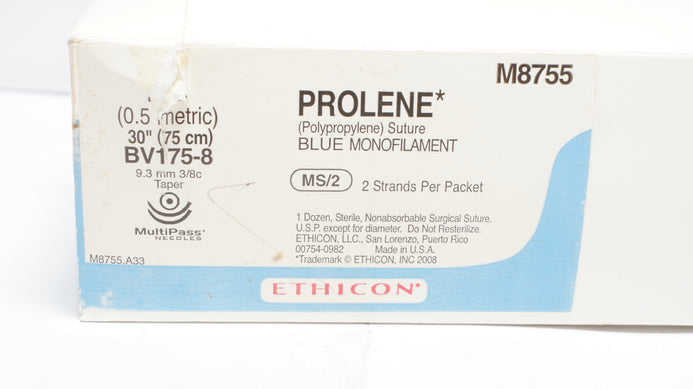 M8755
(0.5 metric)
30" (75 cm)
BV175-8
9.3 mm 3/8c
Taper
MultiPass*
NEEDLES
M8755.A33
PROLENE*
(Polypropylene) Suture
BLUE MONOFILAMENT
MS/2 2 Strands Per Packet
1 Dozen, Sterile, Nonabsorbable Surgical Suture.
U.S.P. except for diameter. Do Not Resterilize.
ETHICON, LLC., San Lorenzo, Puerto Rico
00754-0982 Made in U.S.A.
*Trademark © ETHICON, INC 2008
ETHICON*